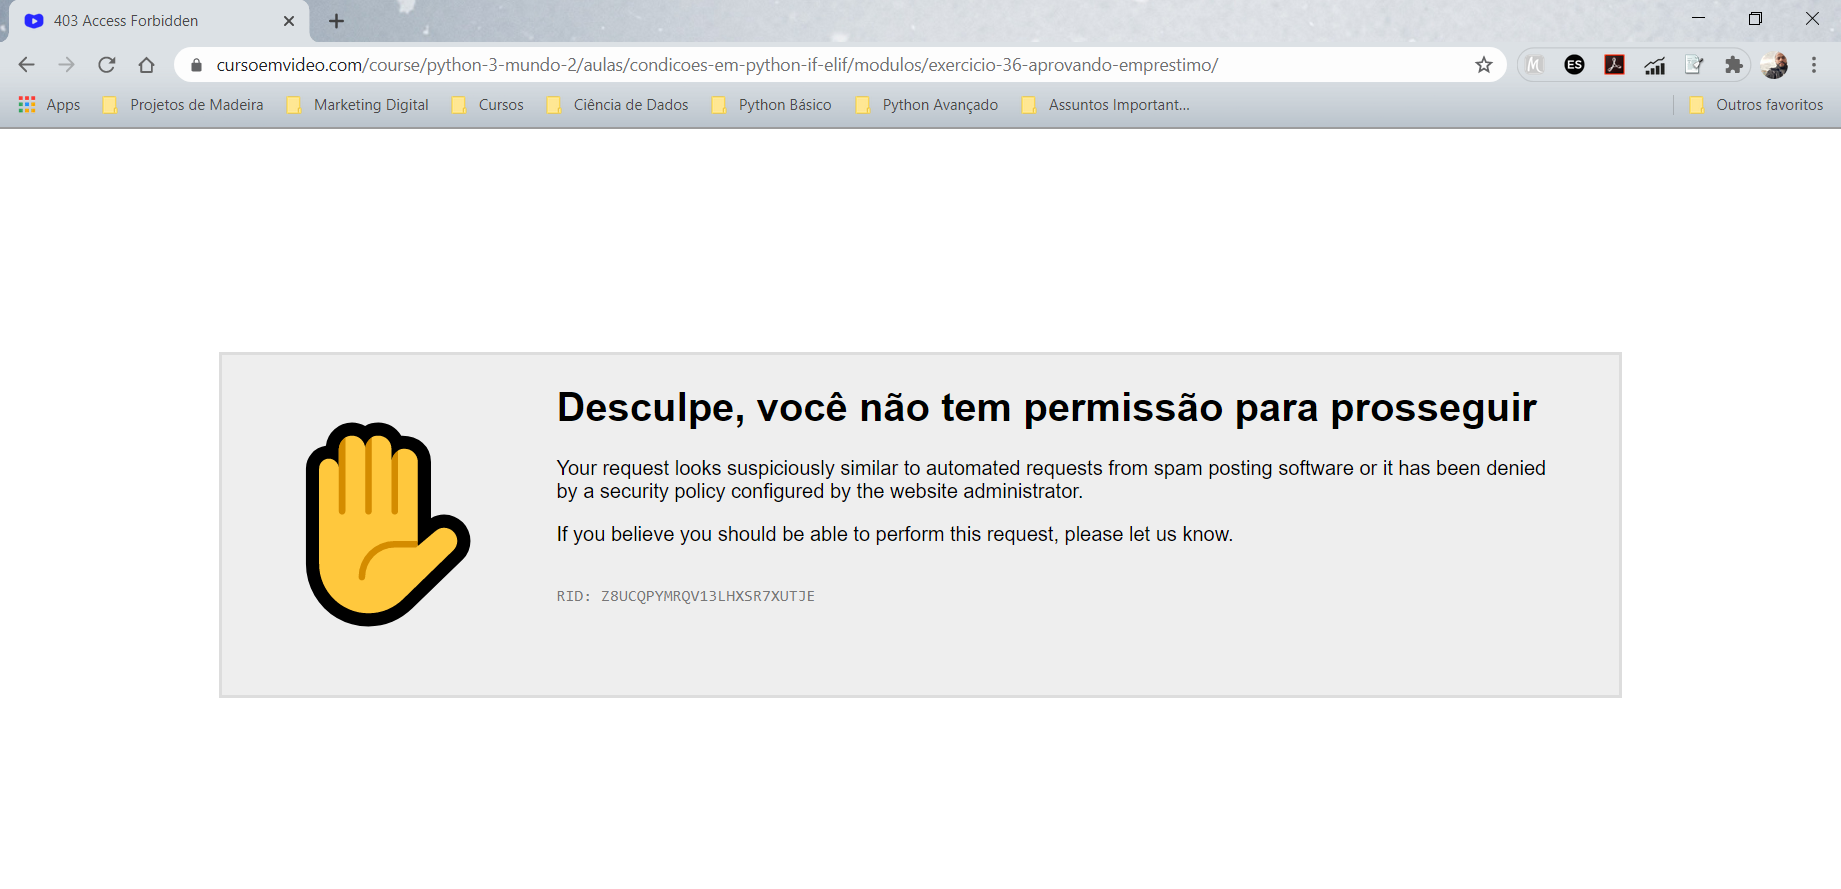 403 Access Forbidden
cursoemvideo.com/course/python-3-mundo-2/aulas/condicoes-em-python-if-elif/modulos/exercicio-36-aprovando-emprestimo/
M ES
Apps Projetos de Madeira Marketing Digital Cursos Ciência de Dados Python Básico Python Avançado Assuntos Important... Outros favoritos
Desculpe, você não tem permissão para prosseguir
Your request looks suspiciously similar to automated requests from spam posting software or it has been denied
by a security policy configured by the website administrator.
If you believe you should be able to perform this request, please let us know.
RID: Z8UCQPYMRQV13LHXSR7XUTJE